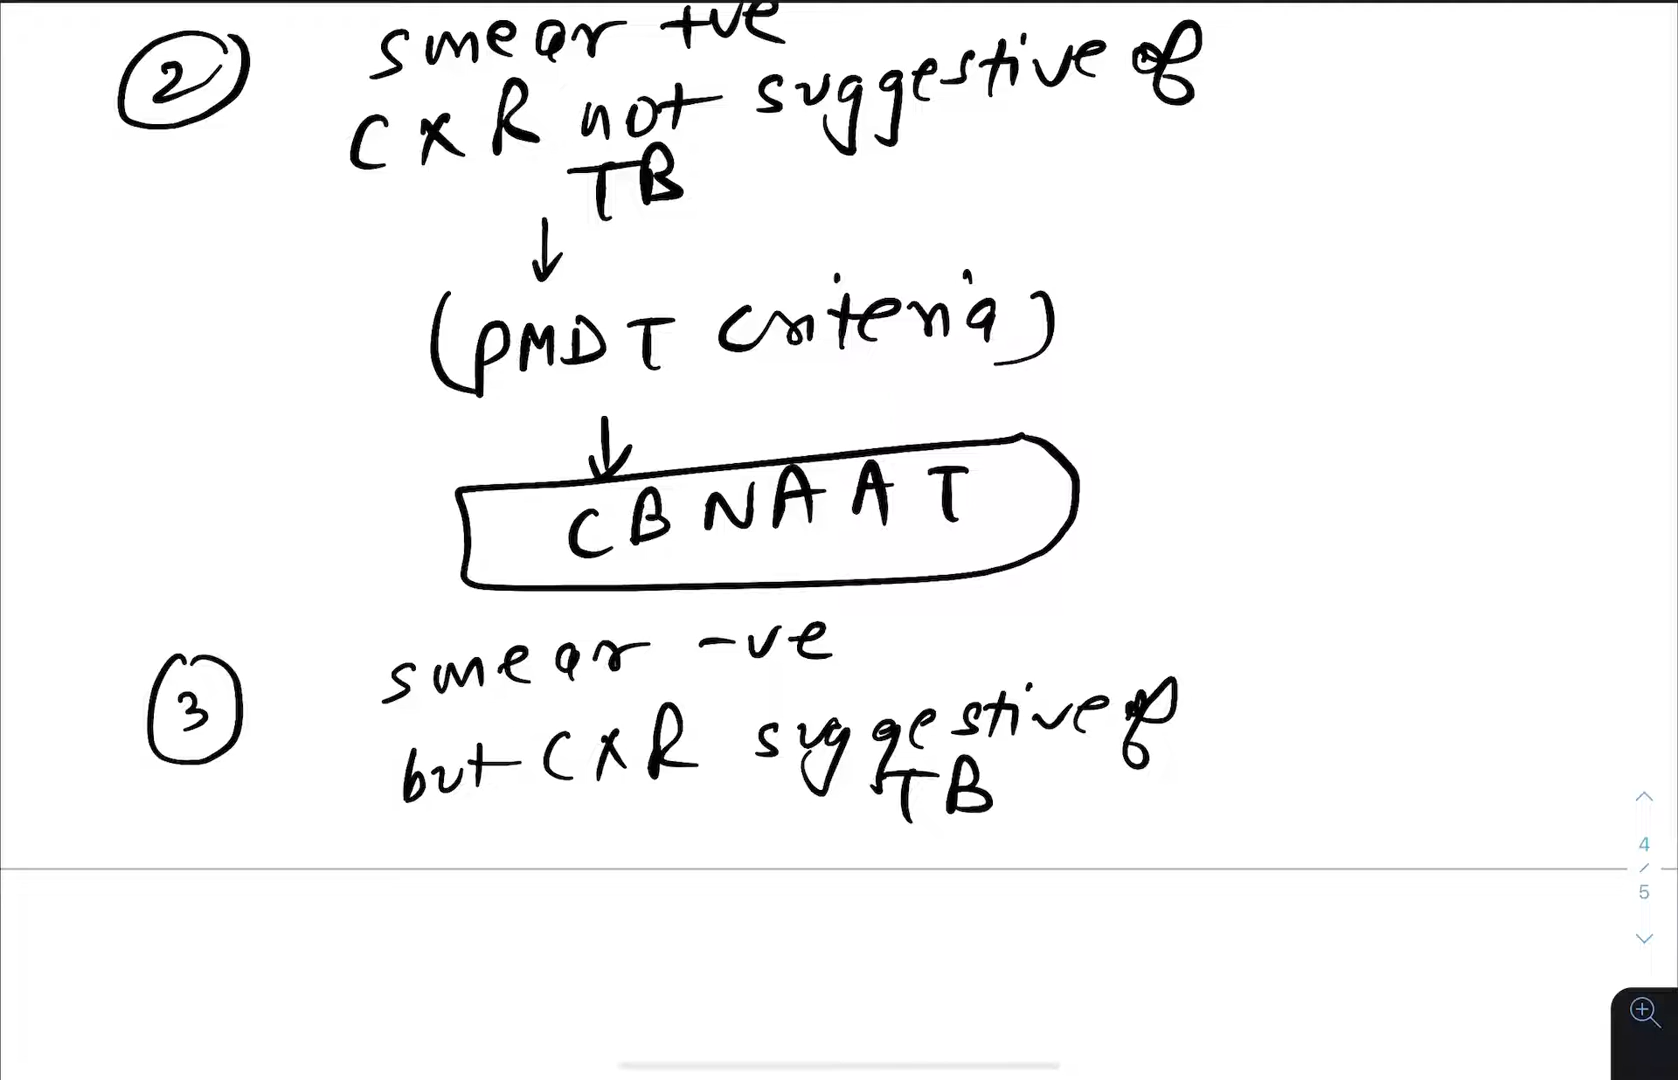 2
smear +ve
CXR not suggestive of
TB
↓
(PMDT criteria)
↓
CBNAAT
3
smear -ve
but CXR suggestive of
TB
4
/
5